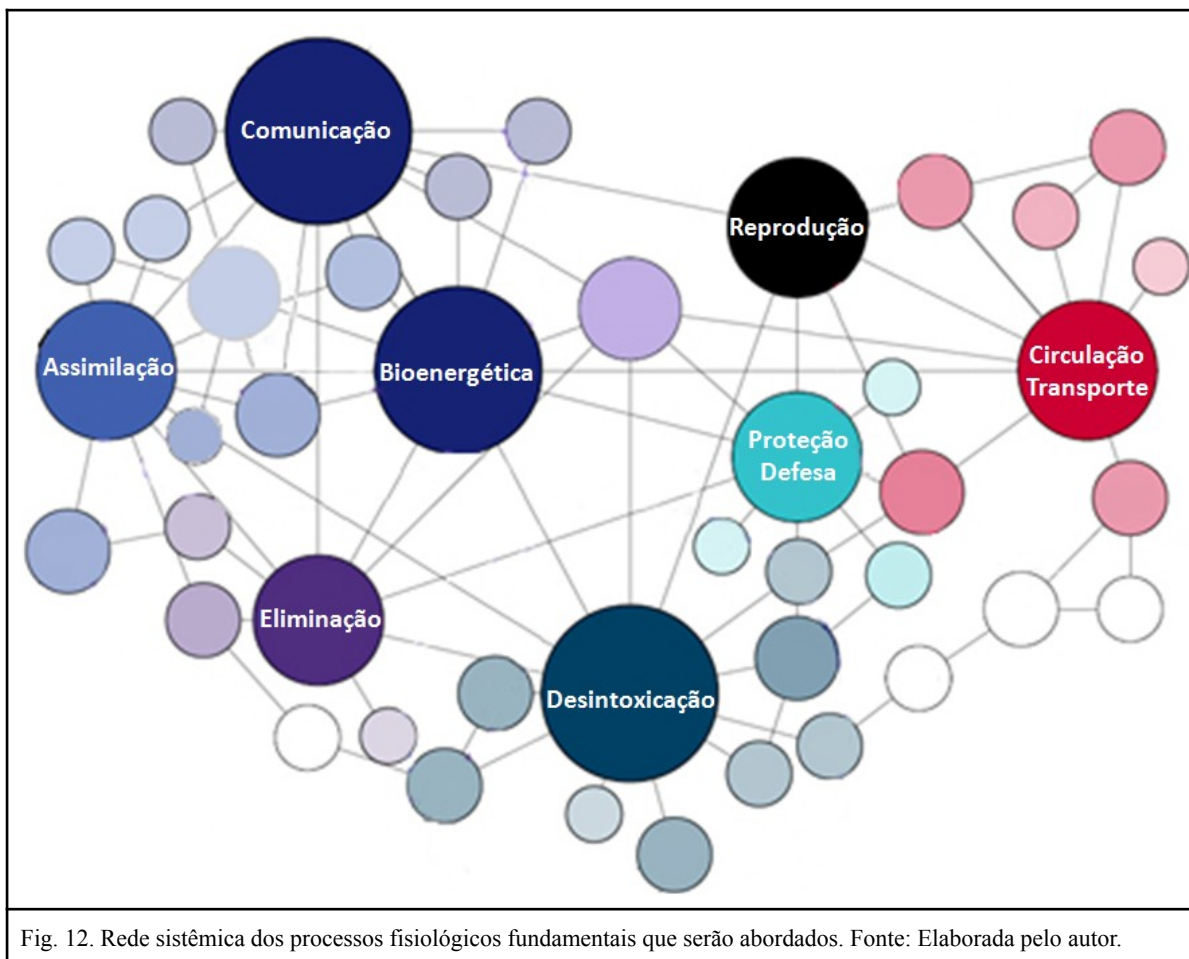 Comunicação
Reprodução
Assimilação
Bioenergética
Circulação
Transporte
Proteção
Defesa
Eliminação
Desintoxicação
Fig. 12. Rede sistêmica dos processos fisiológicos fundamentais que serão abordados. Fonte: Elaborada pelo autor.